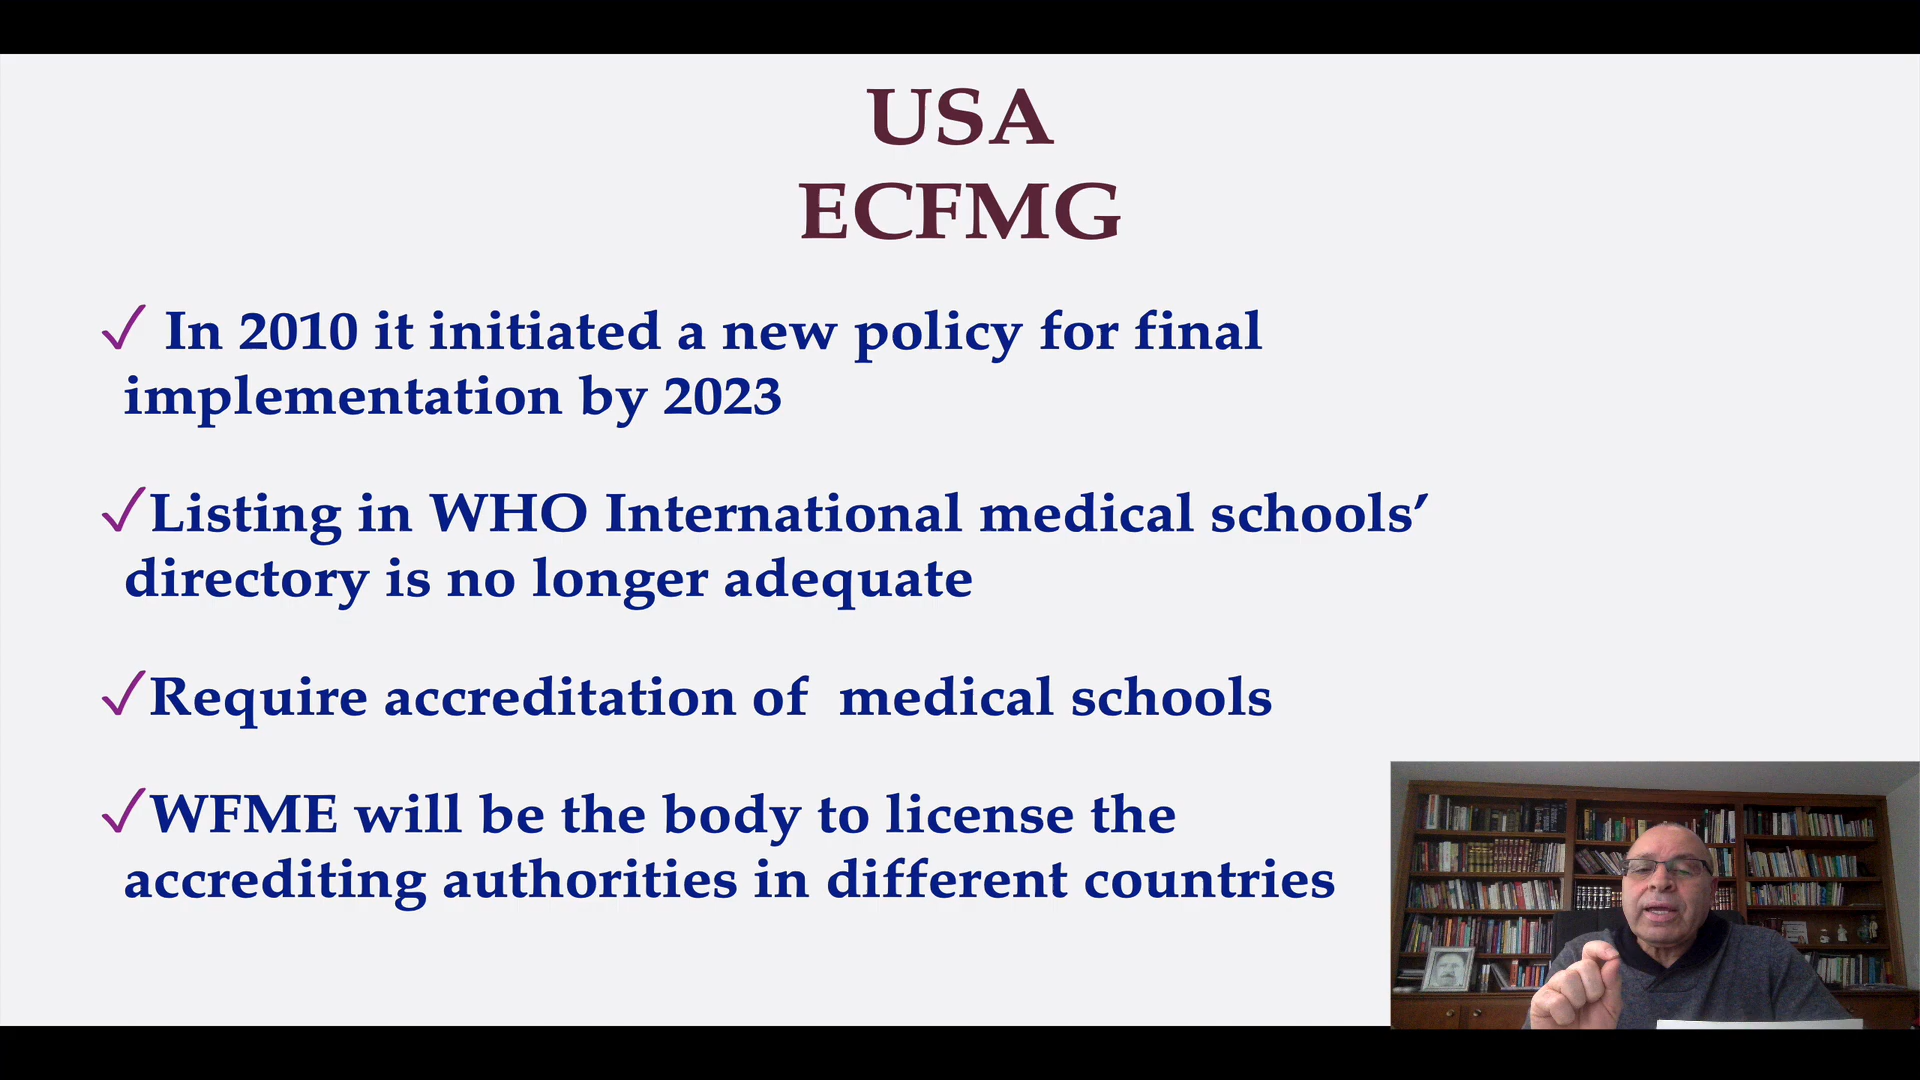 USA
ECFMG
✓ In 2010 it initiated a new policy for final
implementation by 2023
✓Listing in WHO International medical schools’
directory is no longer adequate
✓Require accreditation of  medical schools
✓WFME will be the body to license the
accrediting authorities in different countries